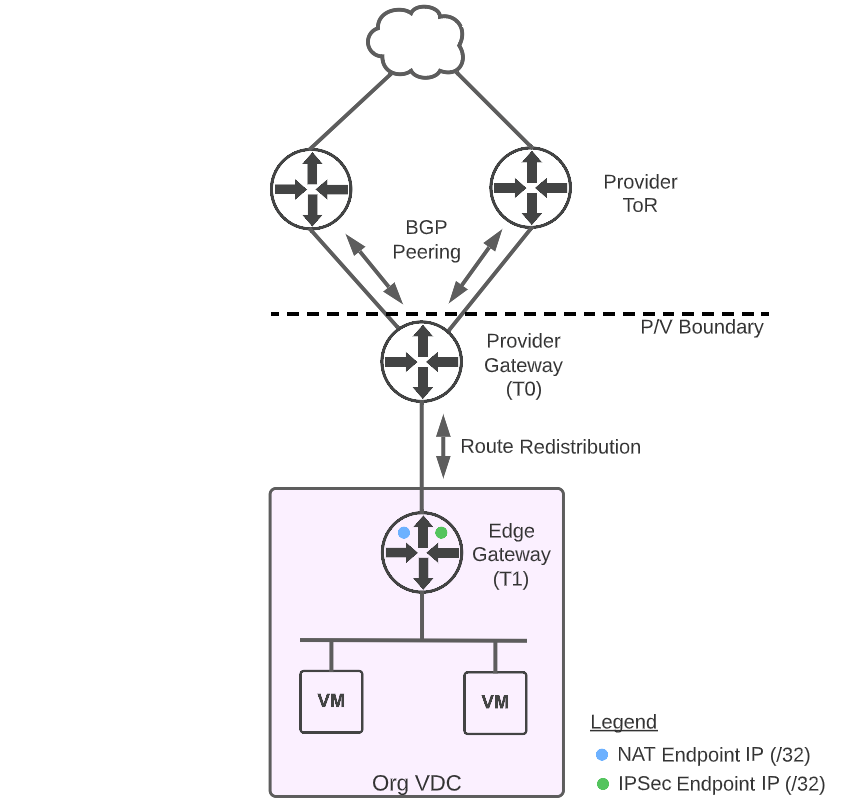 Provider
ToR
BGP
Peering
P/V Boundary
Provider
Gateway
(T0)
Route Redistribution
Edge
Gateway
(T1)
VM
VM
Org VDC
Legend
NAT Endpoint IP (/32)
IPSec Endpoint IP (/32)